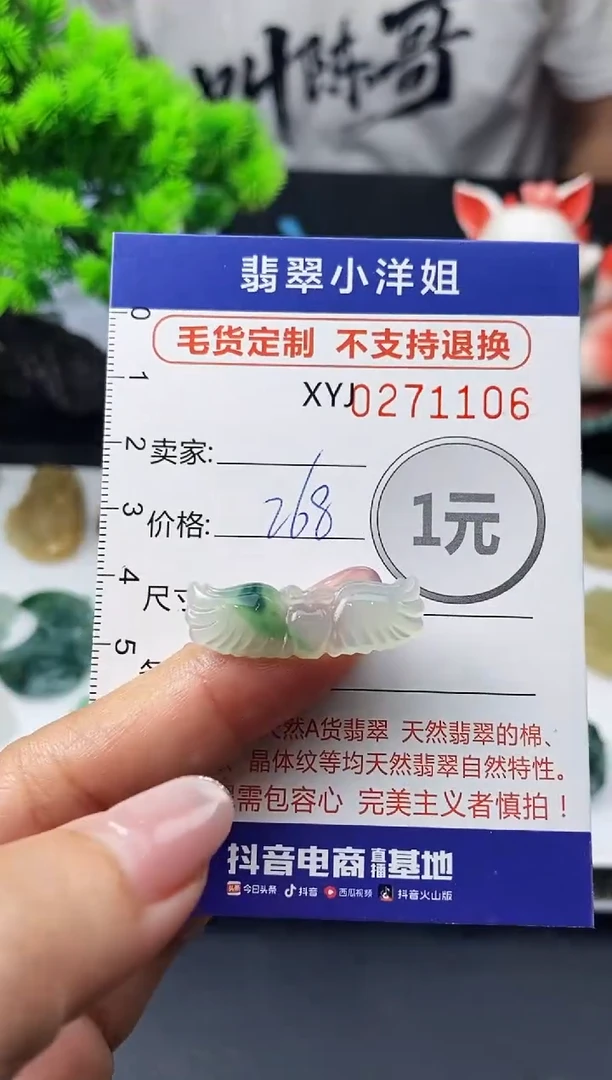 叫陈哥
翡翠小洋姐
毛货定制 不支持退换
XYJ0271106
0
1
2
3
4
5
卖家:
价格: 268
1元
尺寸
然A货翡翠 天然翡翠的棉、
晶体纹等均天然翡翠自然特性。
需包容心 完美主义者慎拍！
抖音电商直播基地
头条 今日头条 抖音 西瓜视频 抖音火山版